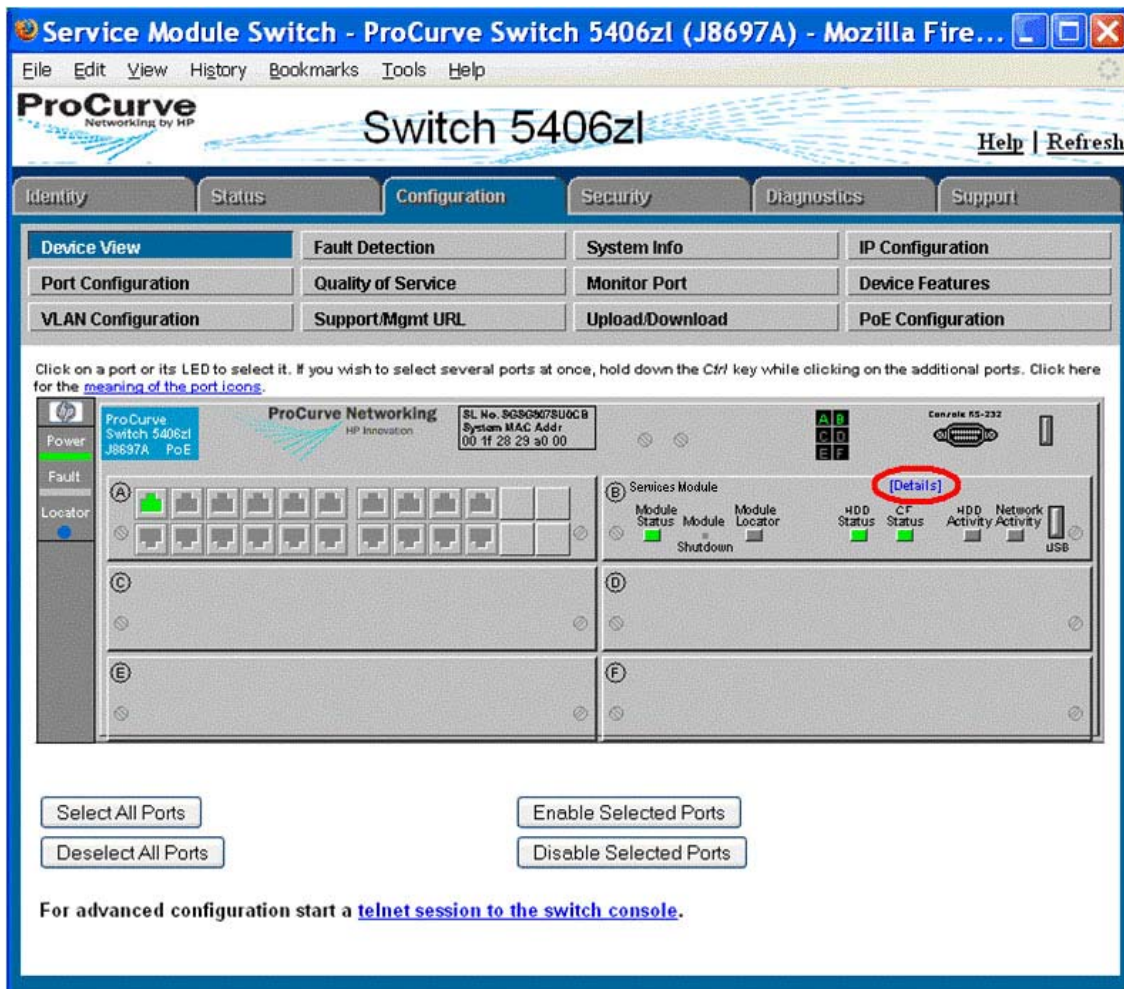 Service Module Switch - ProCurve Switch 5406zl (J8697A) - Mozilla Fire...
File Edit View History Bookmarks Tools Help
ProCurve
Networking by HP
Switch 5406zl
Help | Refresh
Identity Status Configuration Security Diagnostics Support
Device View Fault Detection System Info IP Configuration
Port Configuration Quality of Service Monitor Port Device Features
VLAN Configuration Support/Mgmt URL Upload/Download PoE Configuration
Click on a port or its LED to select it. If you wish to select several ports at once, hold down the Ctrl key while clicking on the additional ports. Click here
for the meaning of the port icons.
hp
Power
Fault
Locator
ProCurve
Switch 5406zl
J8697A PoE
ProCurve Networking
HP Innovation
SL No.
System MAC Addr
00 1f 28 29 a0 00
A B
C D
E F
Console RS-232
A
B Services Module
[Details]
Module Status
Module Shutdown
Module Locator
HDD Status
CF Status
HDD Activity
Network Activity
USB
C
D
E
F
Select All Ports
Enable Selected Ports
Deselect All Ports
Disable Selected Ports
For advanced configuration start a telnet session to the switch console.